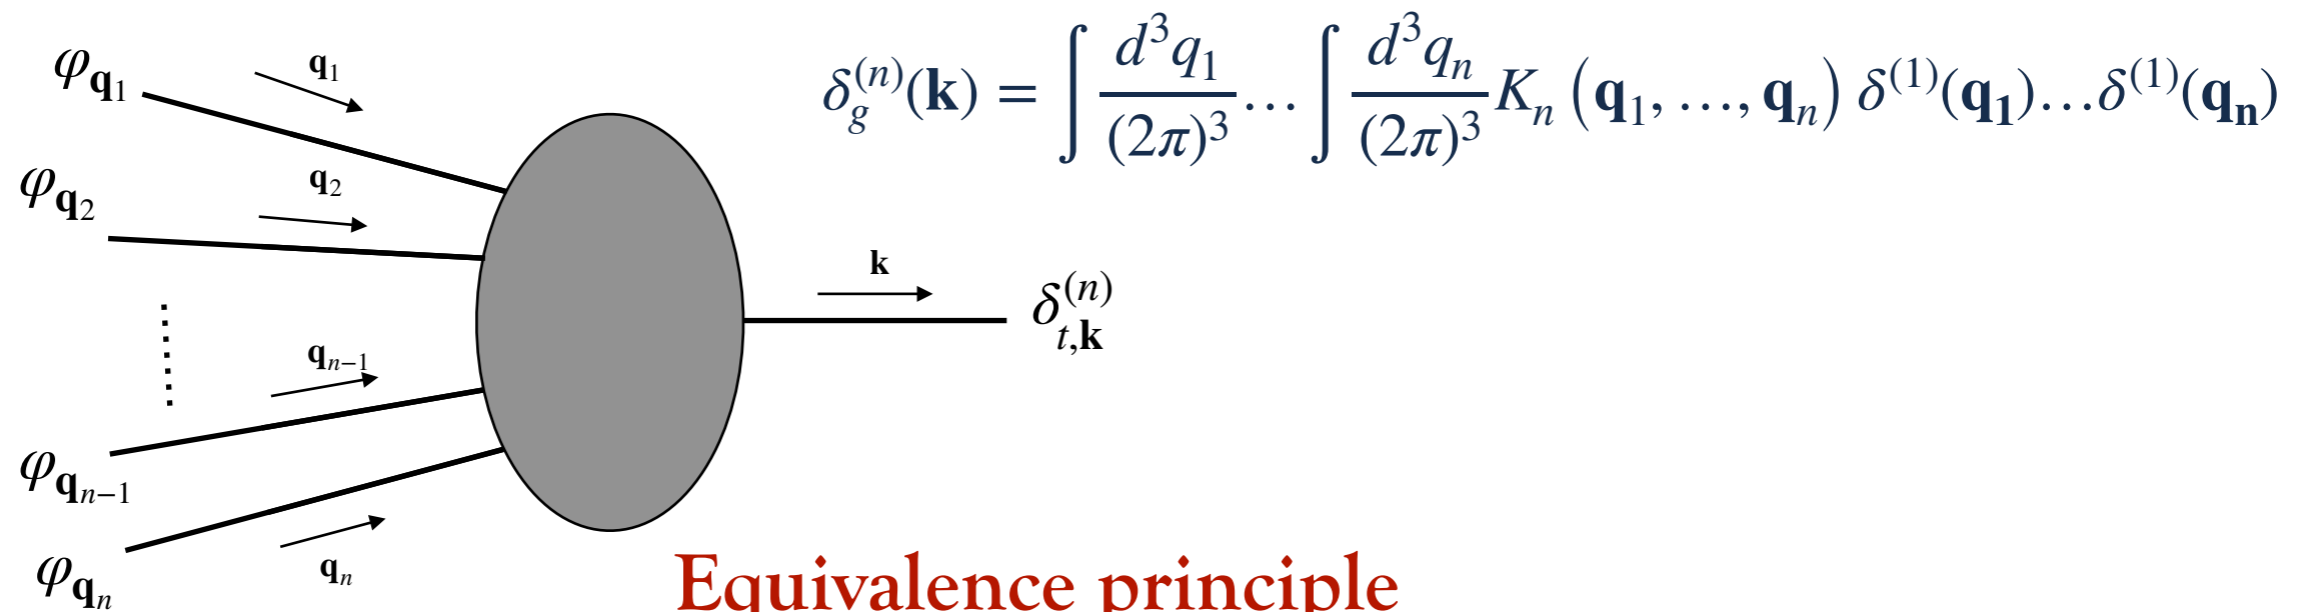 φ_{𝐪_1}
𝐪_1
δ_g^{(n)}(𝐤) = ∫ d^3q_1/(2π)^3 … ∫ d^3q_n/(2π)^3 K_n (𝐪_1, …, 𝐪_n) δ^{(1)}(𝐪_𝟏)…δ^{(1)}(𝐪_𝐧)
φ_{𝐪_2}
𝐪_2
𝐤
δ_{t,𝐤}^{(n)}
𝐪_{n−1}
φ_{𝐪_{n−1}}
𝐪_n
φ_{𝐪_n}
Equivalence principle